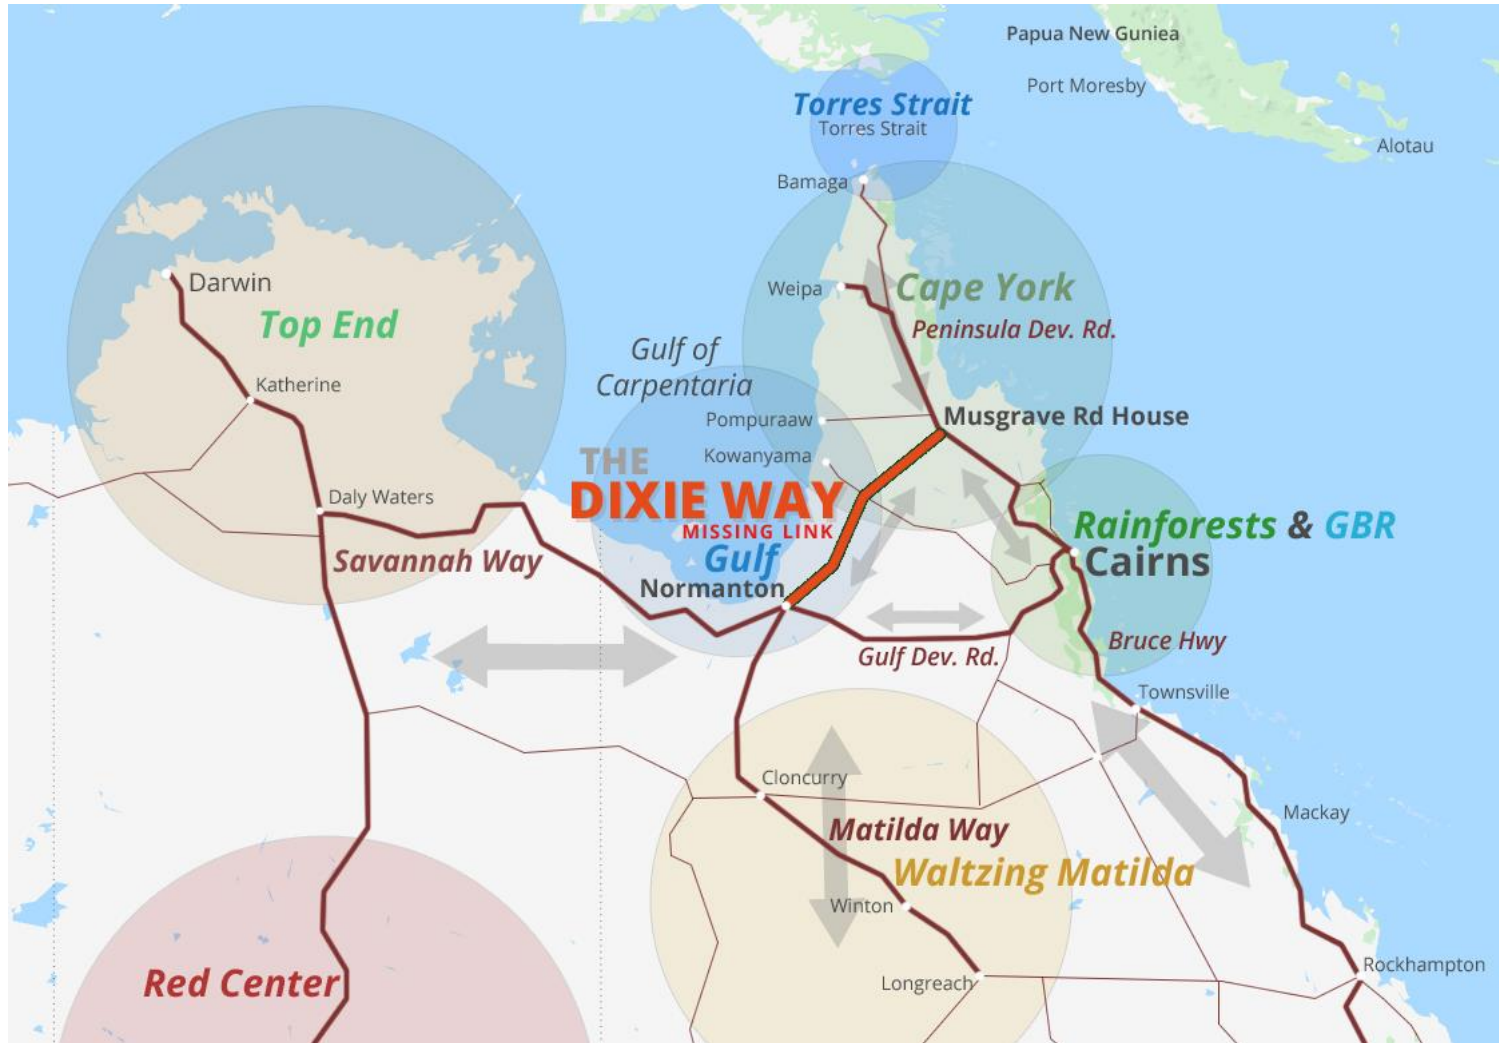 Papua New Guniea
Port Moresby
Torres Strait
Torres Strait
Alotau
Bamaga
Darwin
Weipa
Cape York
Top End
Peninsula Dev. Rd.
Gulf of
Carpentaria
Katherine
Pompuraaw
Musgrave Rd House
Kowanyama
THE
DIXIE WAY
MISSING LINK
Daly Waters
Rainforests & GBR
Savannah Way
Gulf
Cairns
Normanton
Bruce Hwy
Gulf Dev. Rd.
Townsville
Cloncurry
Mackay
Matilda Way
Waltzing Matilda
Winton
Rockhampton
Red Center
Longreach